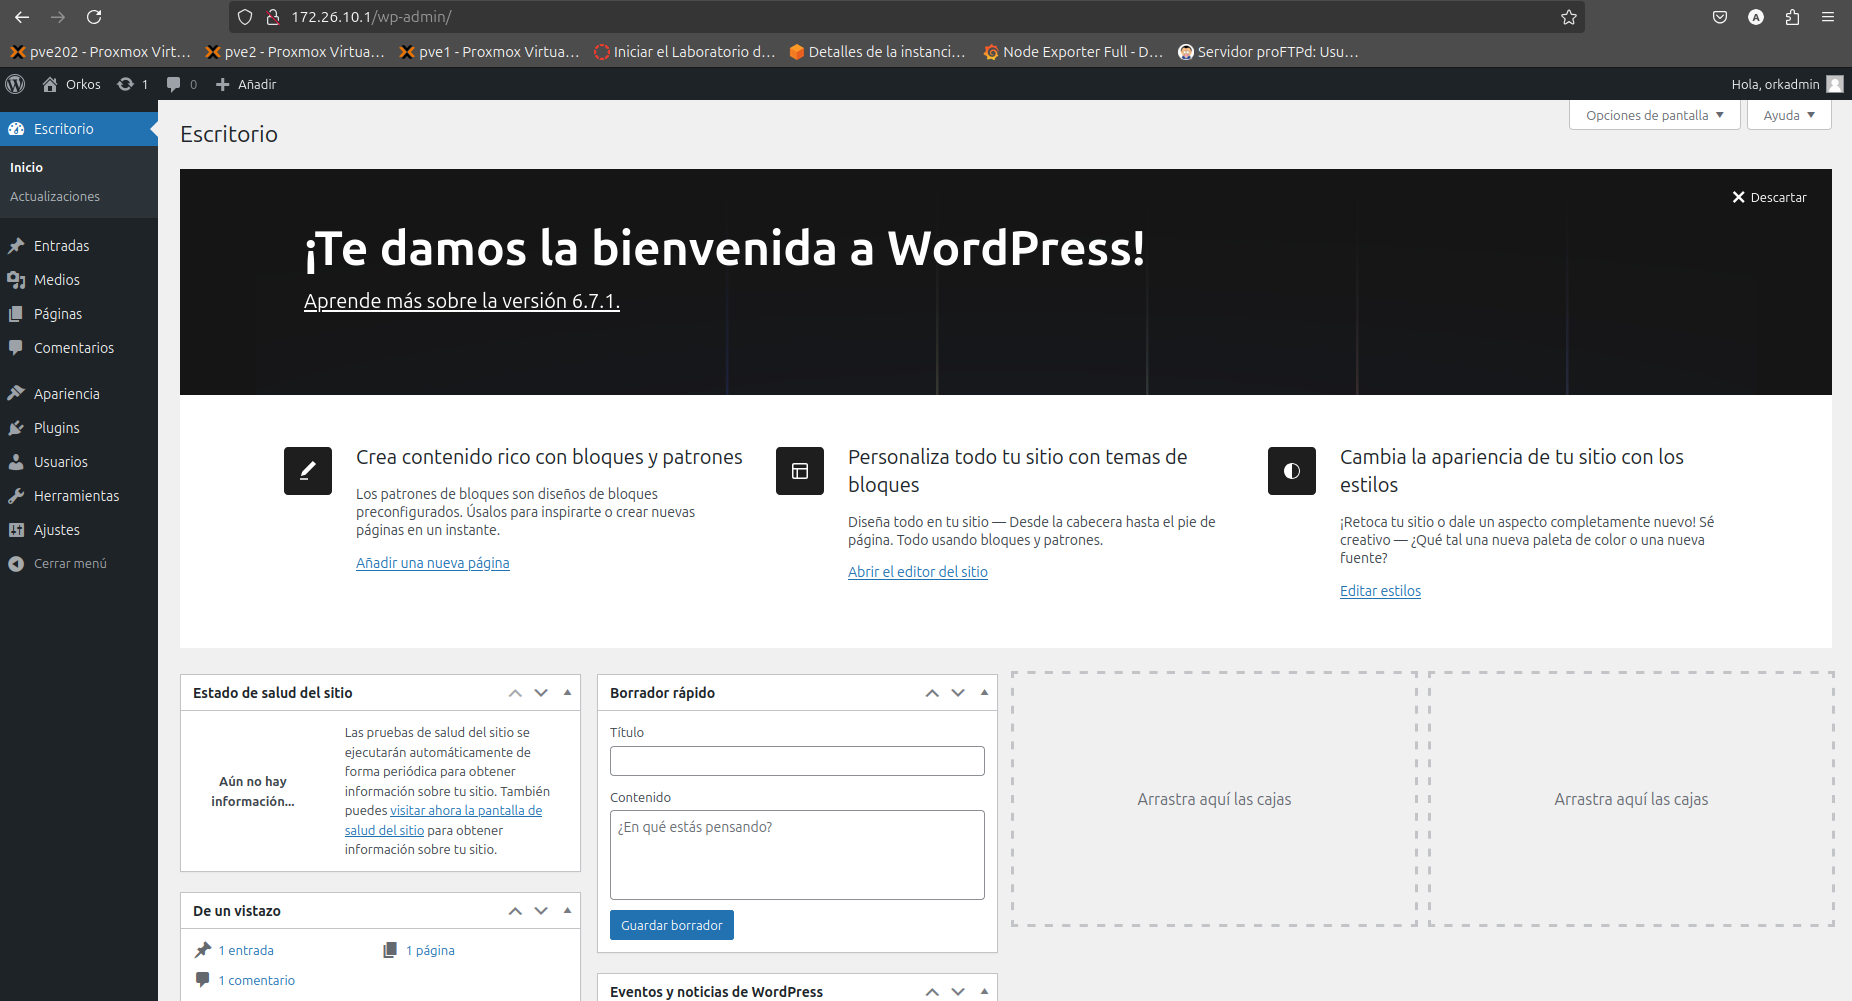 172.26.10.1/wp-admin/
pve202 - Proxmox Virt…
pve2 - Proxmox Virtua…
pve1 - Proxmox Virtua…
Iniciar el Laboratorio d…
Detalles de la instanci…
Node Exporter Full - D…
Servidor proFTPd: Usu…
Orkos
1
0
Añadir
Hola, orkadmin
Escritorio
Inicio
Actualizaciones
Entradas
Medios
Páginas
Comentarios
Apariencia
Plugins
Usuarios
Herramientas
Ajustes
Cerrar menú
Opciones de pantalla
Ayuda
Escritorio
Descartar
¡Te damos la bienvenida a WordPress!
Aprende más sobre la versión 6.7.1.
Crea contenido rico con bloques y patrones
Los patrones de bloques son diseños de bloques
preconfigurados. Úsalos para inspirarte o crear nuevas
páginas en un instante.
Añadir una nueva página
Personaliza todo tu sitio con temas de
bloques
Diseña todo en tu sitio — Desde la cabecera hasta el pie de
página. Todo usando bloques y patrones.
Abrir el editor del sitio
Cambia la apariencia de tu sitio con los
estilos
¡Retoca tu sitio o dale un aspecto completamente nuevo! Sé
creativo — ¿Qué tal una nueva paleta de color o una nueva
fuente?
Editar estilos
Estado de salud del sitio
Aún no hay
información...
Las pruebas de salud del sitio se
ejecutarán automáticamente de
forma periódica para obtener
información sobre tu sitio. También
puedes visitar ahora la pantalla de
salud del sitio para obtener
información sobre tu sitio.
De un vistazo
1 entrada
1 página
1 comentario
Borrador rápido
Título
Contenido
¿En qué estás pensando?
Guardar borrador
Eventos y noticias de WordPress
Arrastra aquí las cajas
Arrastra aquí las cajas